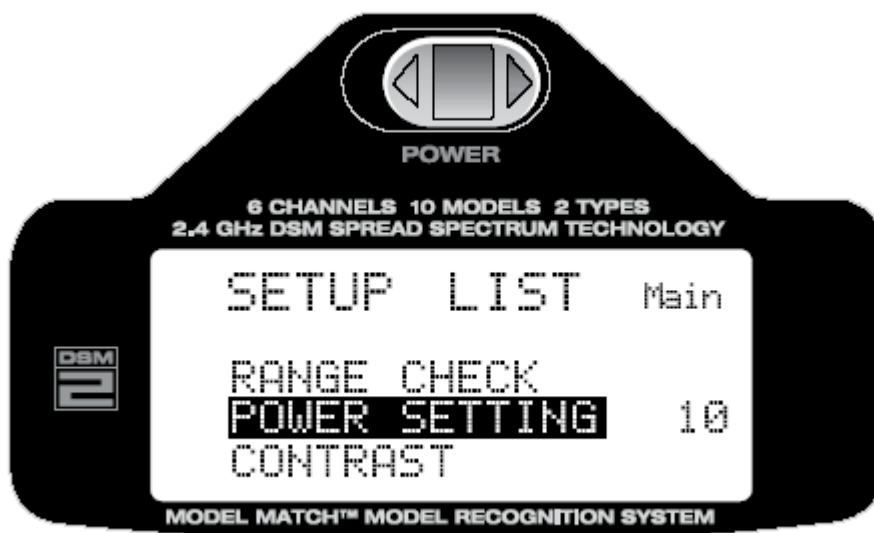 POWER
6 CHANNELS 10 MODELS 2 TYPES
2.4 GHz DSM SPREAD SPECTRUM TECHNOLOGY
SETUP LIST Main
DSM
2
RANGE CHECK
POWER SETTING 10
CONTRAST
MODEL MATCH™ MODEL RECOGNITION SYSTEM